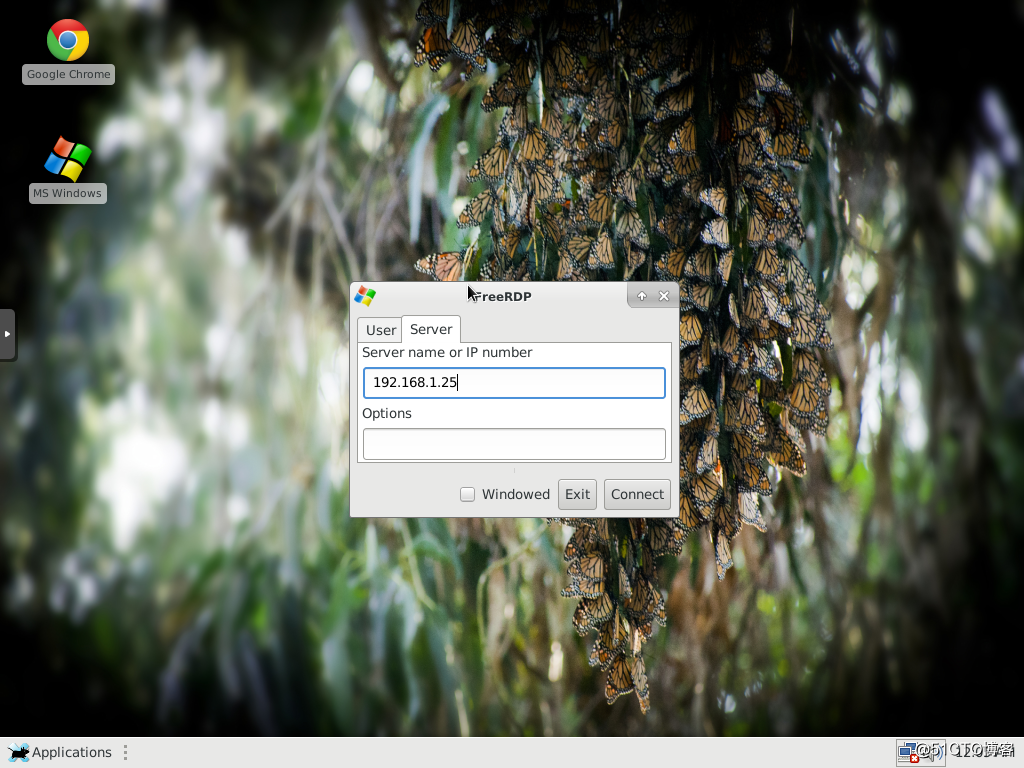 Google Chrome
MS Windows
FreeRDP
User
Server
Server name or IP number
192.168.1.25
Options
Windowed
Exit
Connect
Applications
@51CTO博客